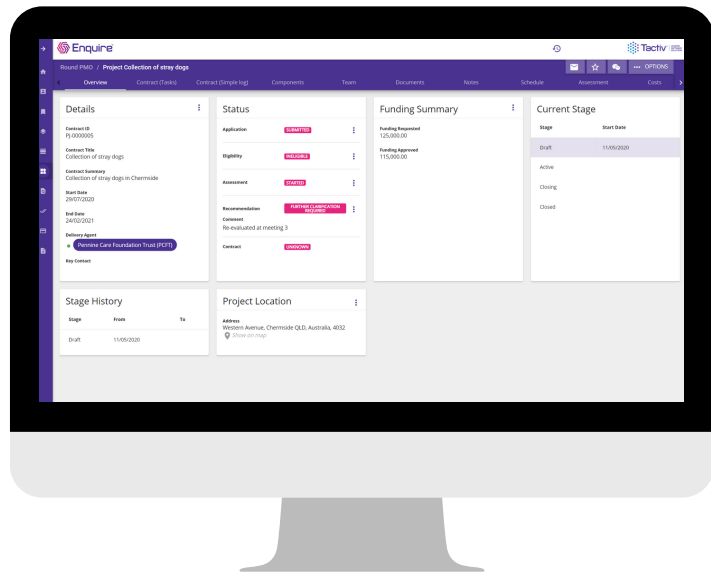 Enquire
Tactiv
Round PMO / Project Collection of stray dogs
OPTIONS
Overview
Contract (Tasks)
Contract (Simple log)
Components
Team
Documents
Notes
Schedule
Assessment
Costs
Details
Contract ID
PJ-0000005
Contract Title
Collection of stray dogs
Contract Summary
Collection of stray dogs in Chermside
Start Date
29/07/2020
End Date
24/02/2021
Delivery Agent
Pennine Care Foundation Trust (PCFT)
Key Contact
Status
Application SUBMITTED
Eligibility INELIGIBLE
Assessment STARTED
Recommendation FURTHER CLARIFICATION
REQUIRED
Comment
Re-evaluated at meeting 3
Contract UNKNOWN
Funding Summary
Funding Requested
125,000.00
Funding Approved
115,000.00
Current Stage
Stage Start Date
Draft 11/05/2020
Active
Closing
Closed
Stage History
Stage From To
Draft 11/05/2020
Project Location
Address
Western Avenue, Chermside QLD, Australia, 4032
Show on map